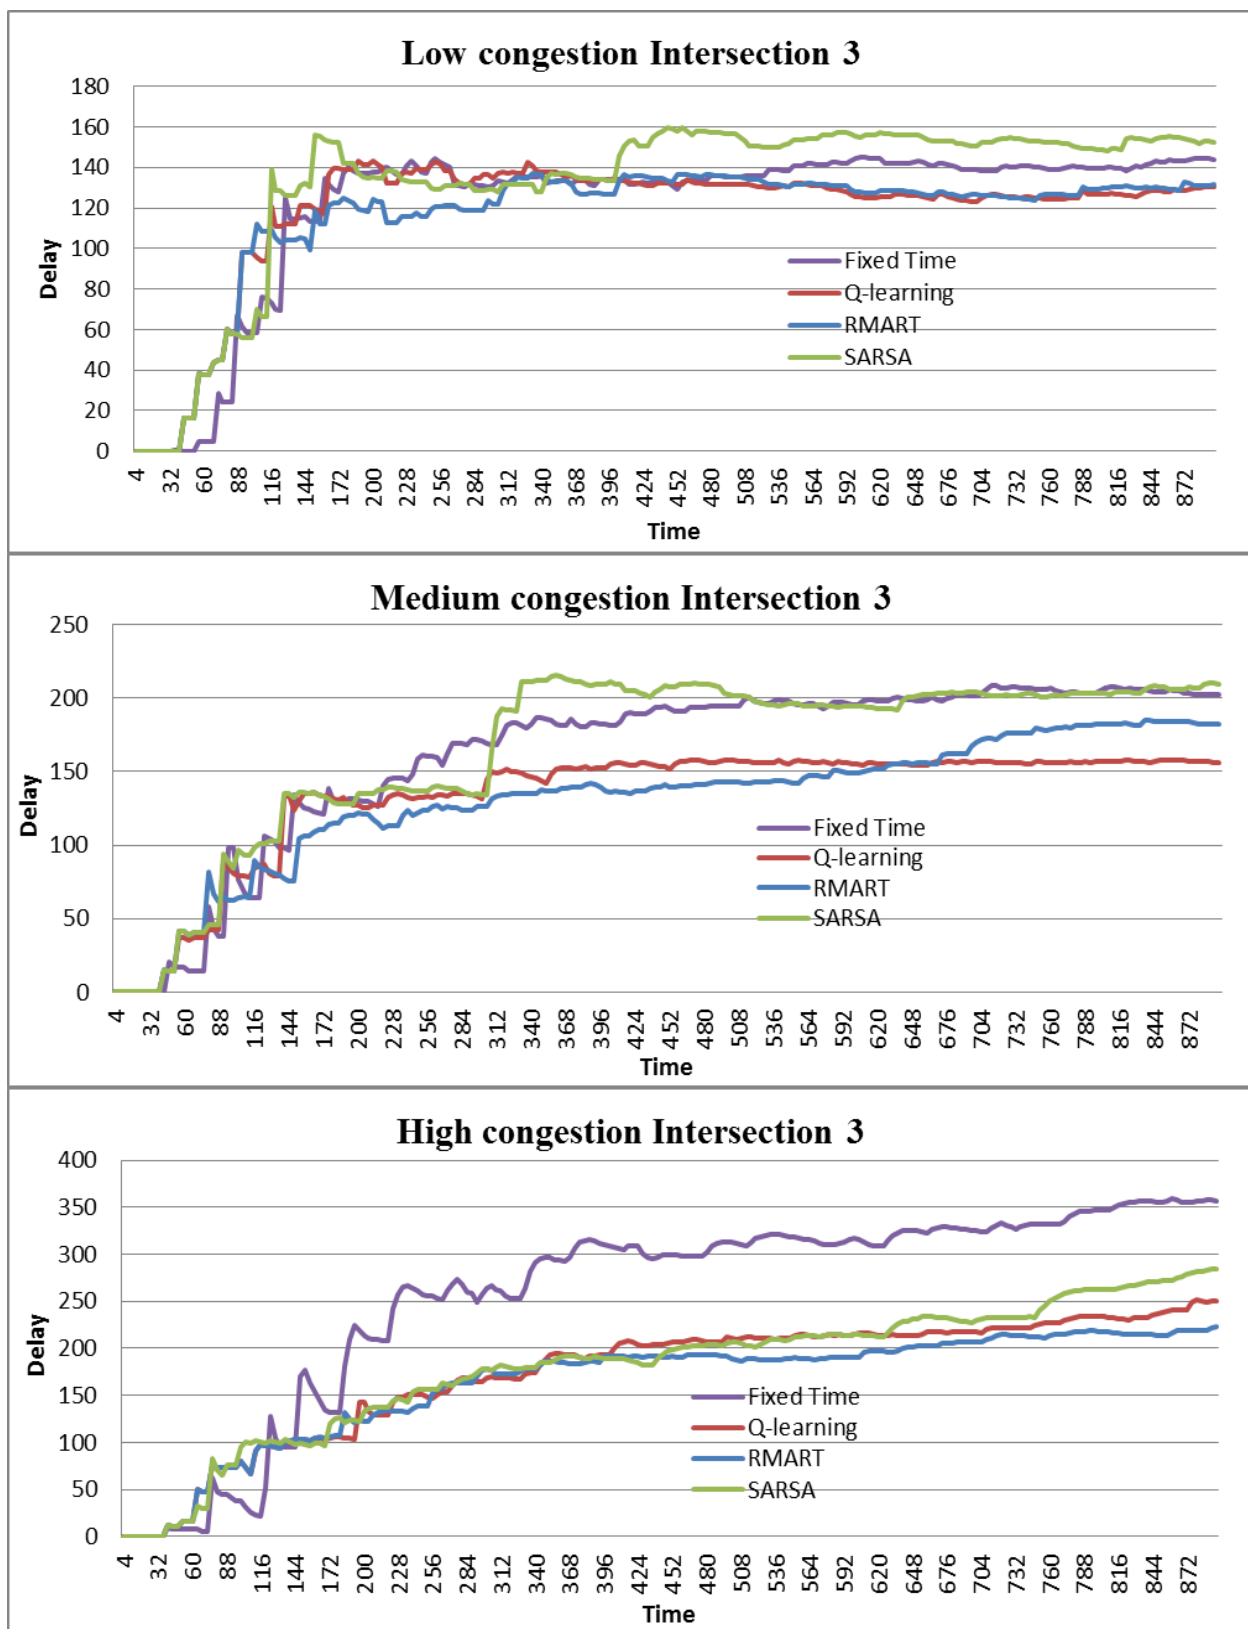 Low congestion Intersection 3
180
160
140
120
100
80
60
40
20
0
Delay
Fixed Time
Q-learning
RMART
SARSA
4 32 60 88 116 144 172 200 228 256 284 312 340 368 396 424 452 480 508 536 564 592 620 648 676 704 732 760 788 816 844 872
Time
Medium congestion Intersection 3
250
200
150
100
50
0
Delay
Fixed Time
Q-learning
RMART
SARSA
4 32 60 88 116 144 172 200 228 256 284 312 340 368 396 424 452 480 508 536 564 592 620 648 676 704 732 760 788 816 844 872
Time
High congestion Intersection 3
400
350
300
250
200
150
100
50
0
Delay
Fixed Time
Q-learning
RMART
SARSA
4 32 60 88 116 144 172 200 228 256 284 312 340 368 396 424 452 480 508 536 564 592 620 648 676 704 732 760 788 816 844 872
Time